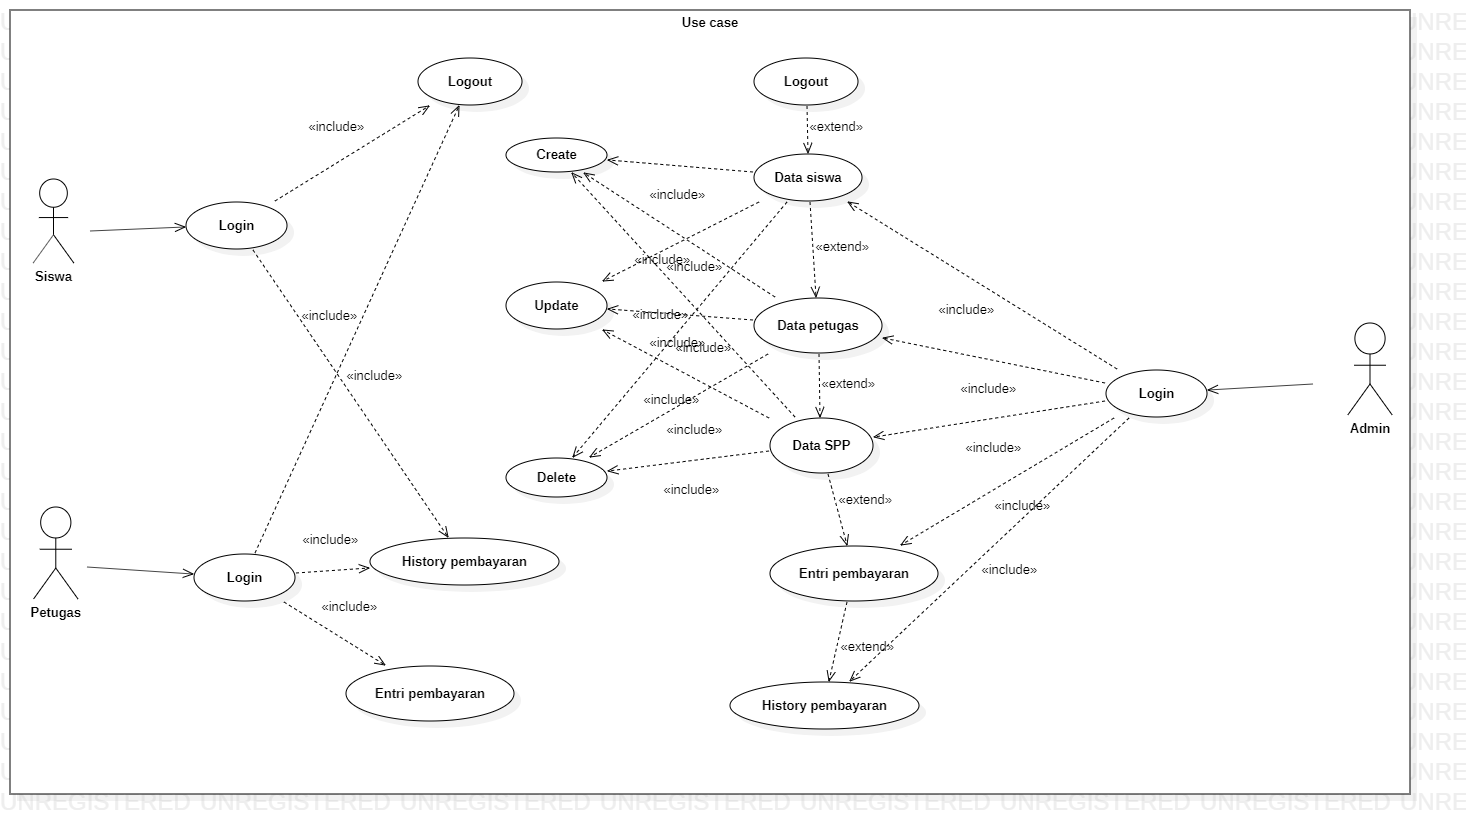 Use case
Logout
Logout
«include»
«extend»
Create
Data siswa
«include»
Login
Siswa
«extend»
«include»
«include»
Update
«include»
«include»
Data petugas
«include»
«include»
«include»
«include»
«extend»
«include»
Login
«include»
Admin
«include»
Data SPP
«include»
Delete
«include»
«extend»
«include»
Petugas
Login
«include»
History pembayaran
Entri pembayaran
«include»
«include»
«extend»
Entri pembayaran
History pembayaran
UNREGISTERED UNREGISTERED UNREGISTERED UNREGISTERED UNREGISTERED UNREGISTERED UNREGISTERED UNRE